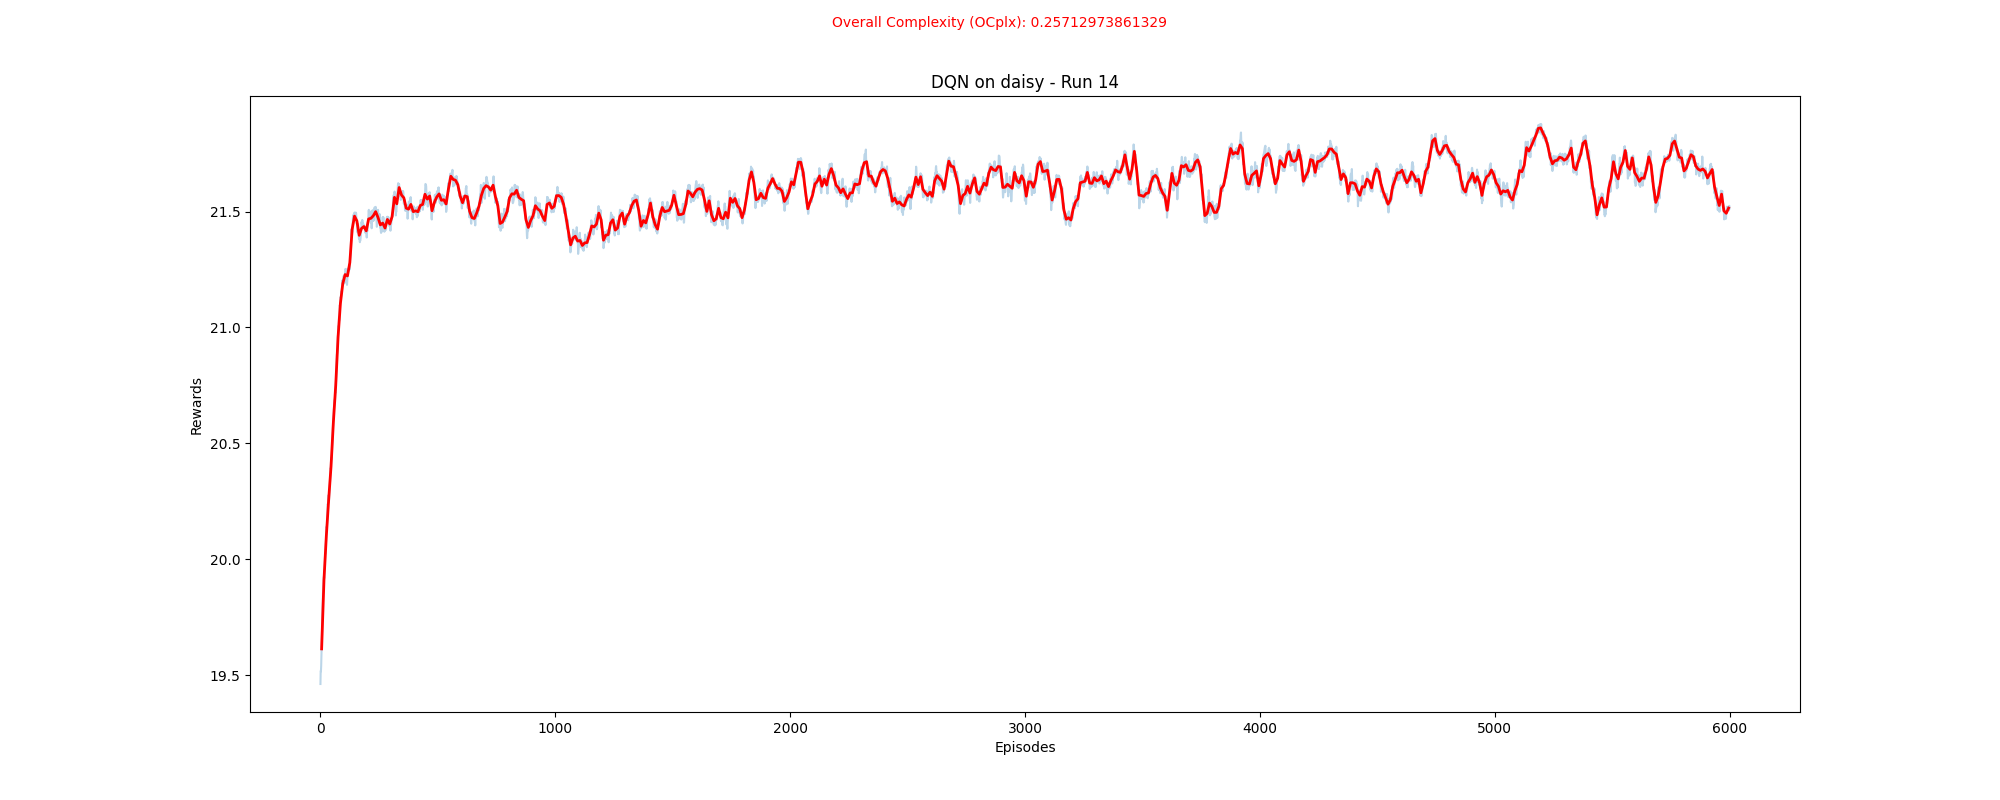 Overall Complexity (OCplx): 0.25712973861329
DQN on daisy - Run 14
Rewards
21.5
21.0
20.5
20.0
19.5
0 1000 2000 3000 4000 5000 6000
Episodes